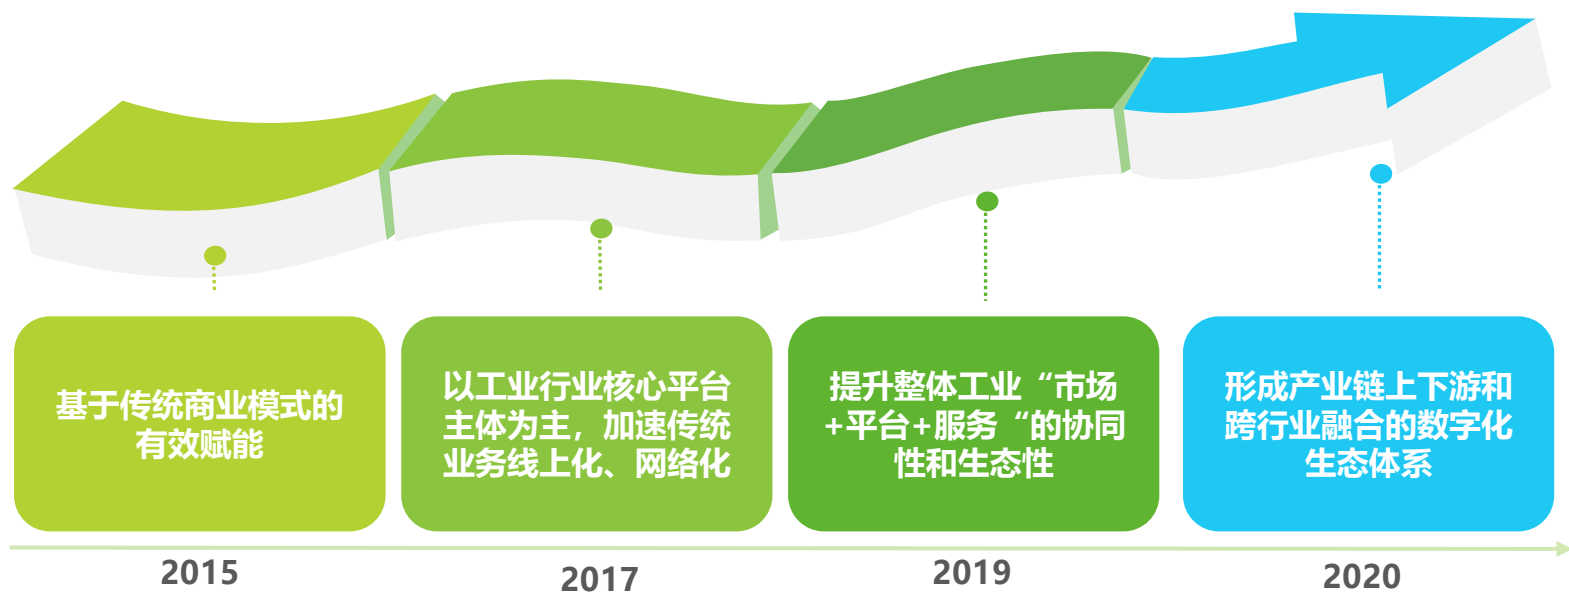 基于传统商业模式的
有效赋能
以工业行业核心平台
主体为主，加速传统
业务线上化、网络化
提升整体工业“市场
+平台+服务“的协同
性和生态性
形成产业链上下游和
跨行业融合的数字化
生态体系
2015
2017
2019
2020